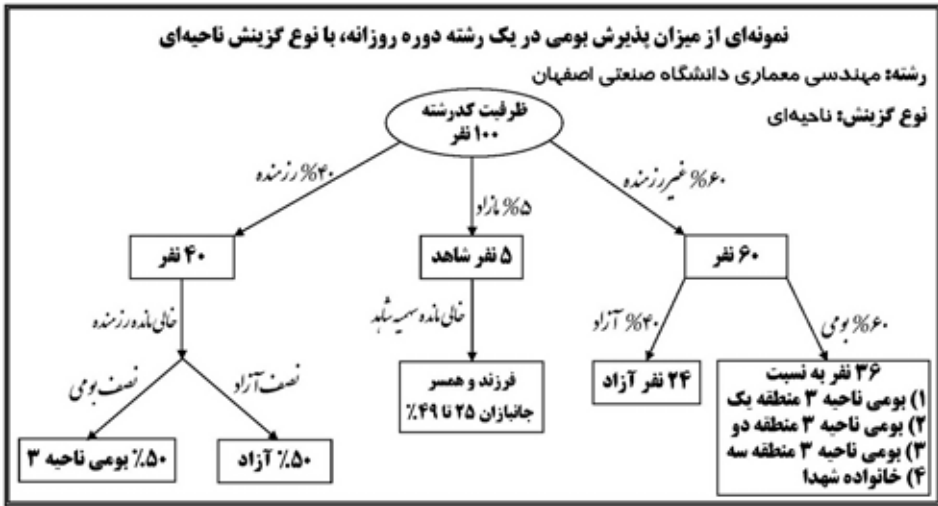 نمونه‌ای از میزان پذیرش بومی در یک رشته دوره روزانه، با نوع گزینش ناحیه‌ای
رشته: مهندسی معماری دانشگاه صنعتی اصفهان
نوع گزینش: ناحیه‌ای
ظرفیت کدرشته
۱۰۰ نفر
%۶۰ غیر رزمنده
%۵ مازاد
%۴۰ رزمنده
۶۰ نفر
۵ نفر شاهد
۴۰ نفر
%۶۰ بومی
%۴۰ آزاد
خالی مانده سهمیه شاهد
خالی مانده رزمنده
۳۶ نفر به نسبت
۱) بومی ناحیه ۳ منطقه یک
۲) بومی ناحیه ۳ منطقه دو
۳) بومی ناحیه ۳ منطقه سه
۴) خانواده شهدا
۲۴ نفر آزاد
فرزند و همسر
جانبازان ۲۵ تا ۴۹٪
نصف آزاد
نصف بومی
۵۰٪ آزاد
۵۰٪ بومی ناحیه ۳